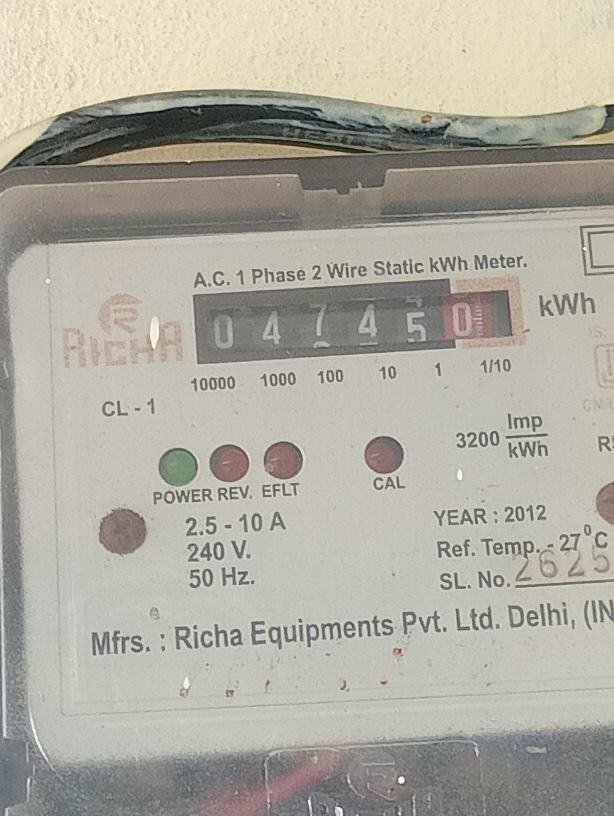 A.C. 1 Phase 2 Wire Static kWh Meter.
RICHA
0 4 7 4 5 0 kWh
10000 1000 100 10 1 1/10
CL - 1
3200 Imp
kWh
POWER REV. EFLT CAL
2.5 - 10 A
240 V.
50 Hz.
YEAR : 2012
Ref. Temp. - 27°C
SL. No. 2625
Mfrs. : Richa Equipments Pvt. Ltd. Delhi, (IN